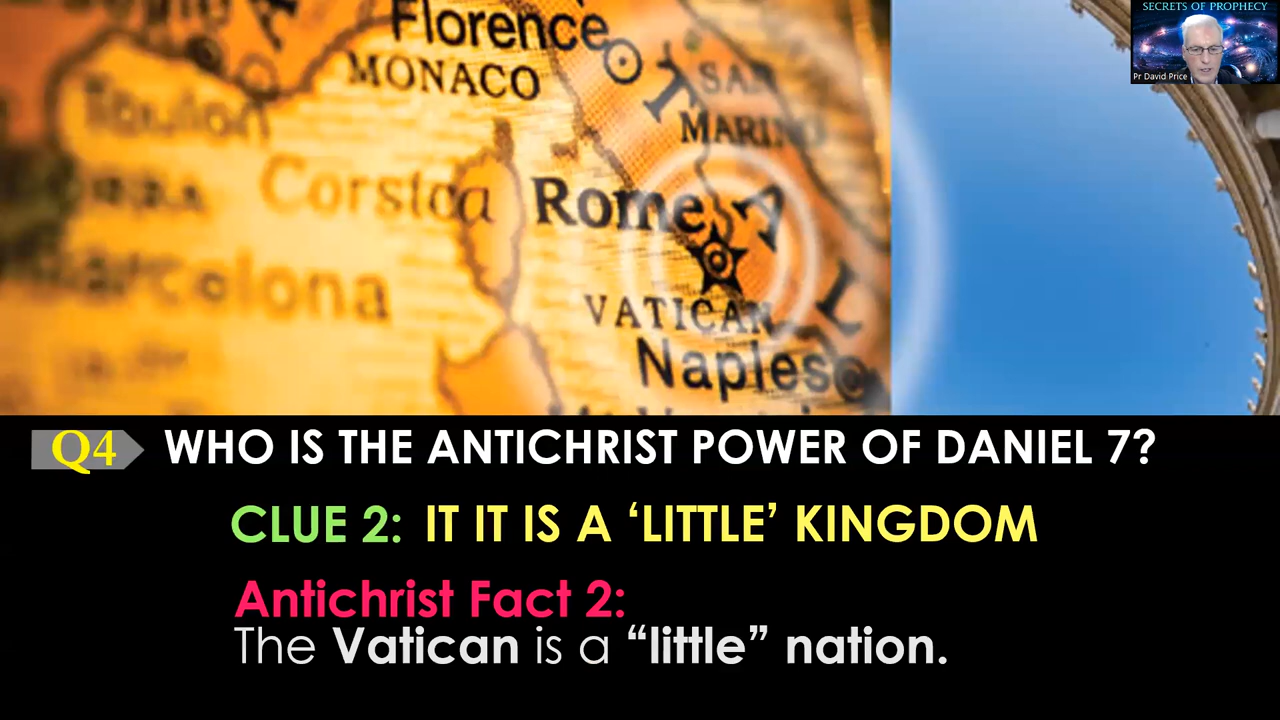 SECRETS OF PROPHECY
Pr David Price
Florence
MONACO
SAN
MARINO
Toulon
Corsica
Rome
Barcelona
VATICAN
Naples
Q4 WHO IS THE ANTICHRIST POWER OF DANIEL 7?
CLUE 2: IT IT IS A ‘LITTLE’ KINGDOM
Antichrist Fact 2:
The Vatican is a “little” nation.